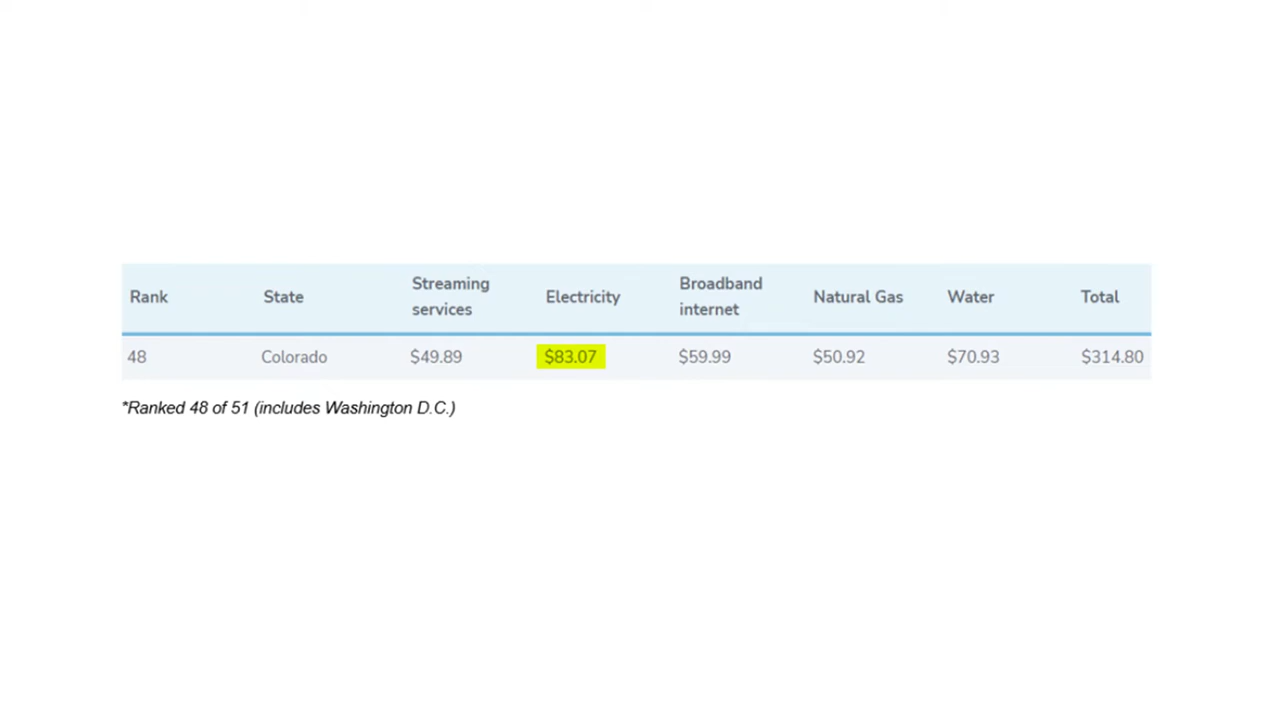 Rank State Streaming services Electricity Broadband internet Natural Gas Water Total
48 Colorado $49.89 $83.07 $59.99 $50.92 $70.93 $314.80
*Ranked 48 of 51 (includes Washington D.C.)